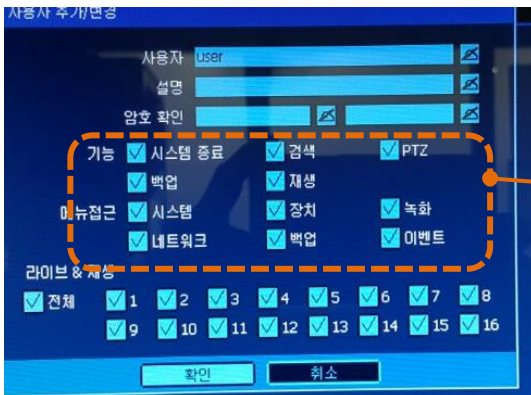 사용자 추가/변경
사용자 user
설명
암호 확인
기능 시스템 종료 검색 PTZ
백업 재생
메뉴접근 시스템 장치 녹화
네트워크 백업 이벤트
라이브 & 재생
전체 1 2 3 4 5 6 7 8
9 10 11 12 13 14 15 16
확인 취소